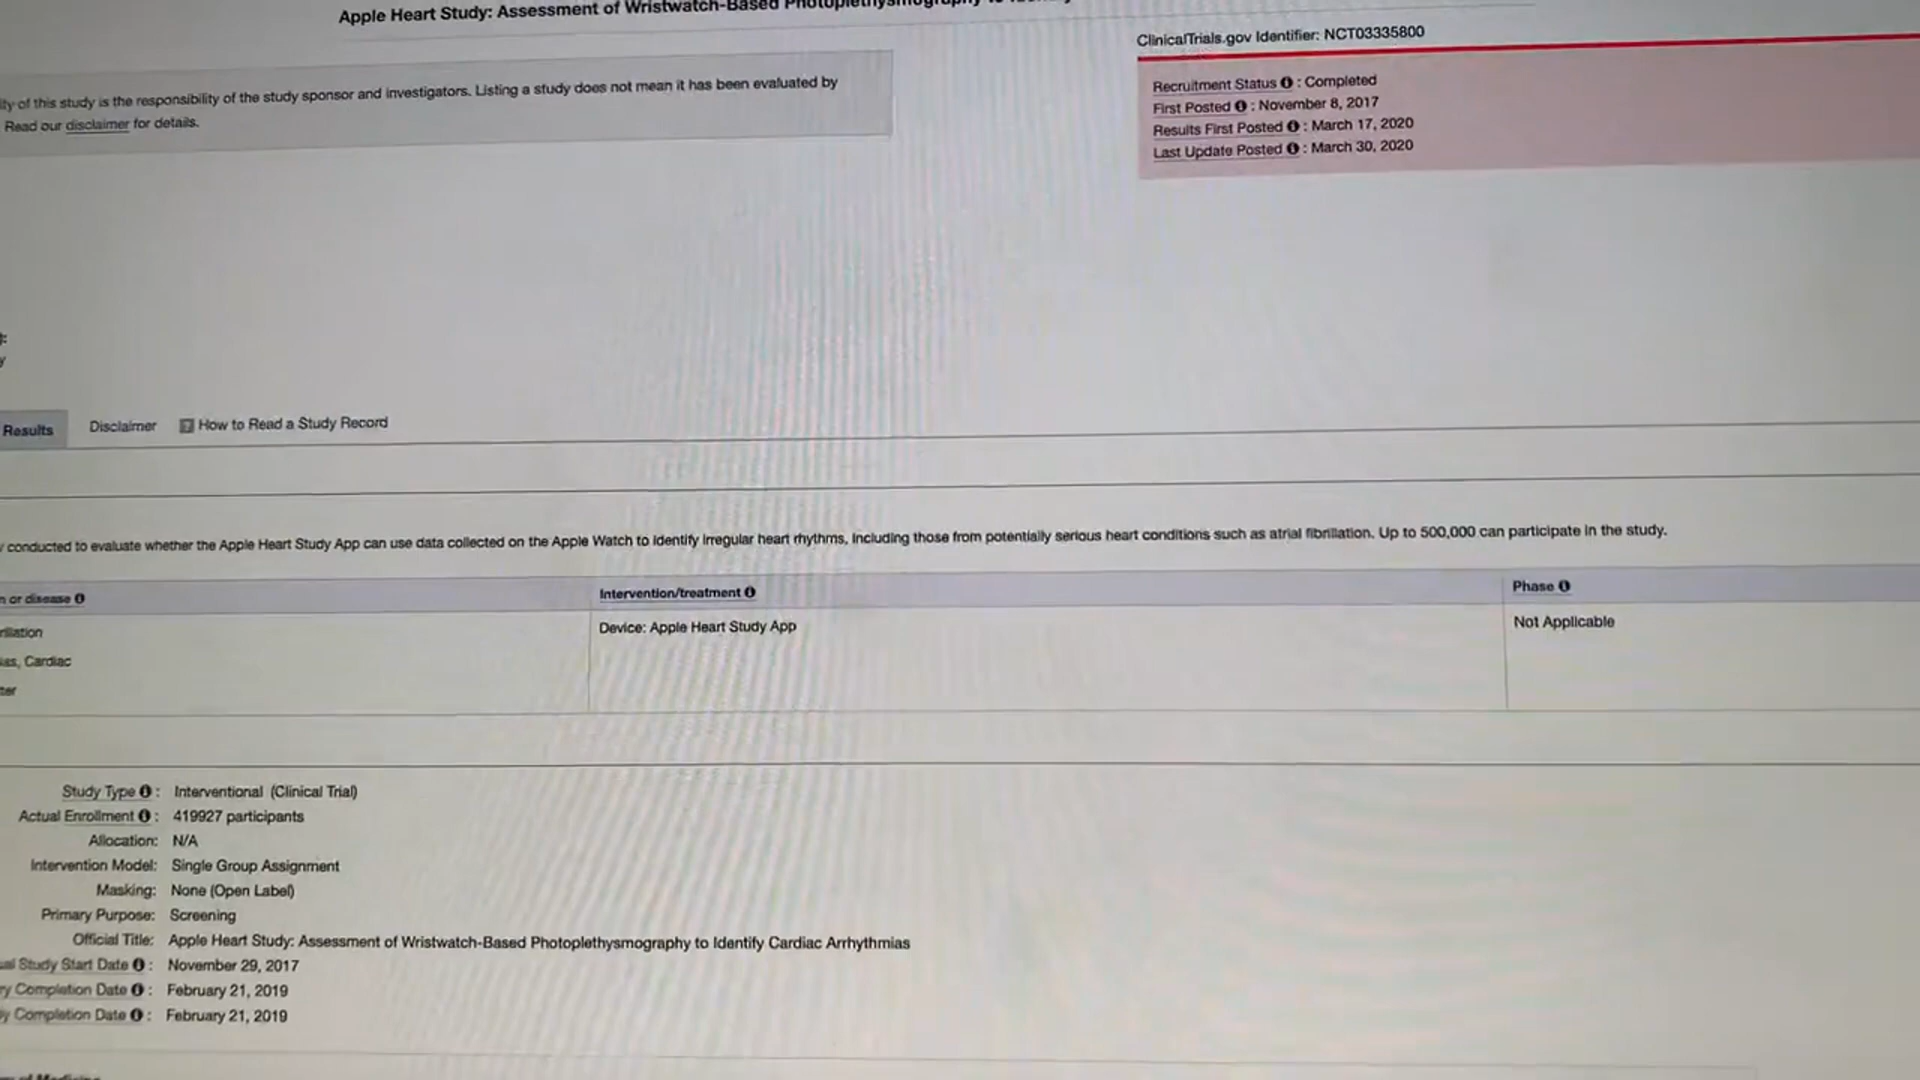 Apple Heart Study: Assessment of Wristwatch-Based Photoplethysmography to
ClinicalTrials.gov Identifier: NCT03335800
of this study is the responsibility of the study sponsor and investigators. Listing a study does not mean it has been evaluated by
Read our disclaimer for details.
Recruitment Status : Completed
First Posted : November 8, 2017
Results First Posted : March 17, 2020
Last Update Posted : March 30, 2020
Results
Disclaimer
? How to Read a Study Record
conducted to evaluate whether the Apple Heart Study App can use data collected on the Apple Watch to identify irregular heart rhythms, including those from potentially serious heart conditions such as atrial fibrillation. Up to 500,000 can participate in the study.
or disease
Intervention/treatment
Phase
Device: Apple Heart Study App
Not Applicable
Cardiac
Study Type : Interventional (Clinical Trial)
Actual Enrollment : 419927 participants
Allocation: N/A
Intervention Model: Single Group Assignment
Masking: None (Open Label)
Primary Purpose: Screening
Official Title: Apple Heart Study: Assessment of Wristwatch-Based Photoplethysmography to Identify Cardiac Arrhythmias
Study Start Date : November 29, 2017
Completion Date : February 21, 2019
Completion Date : February 21, 2019